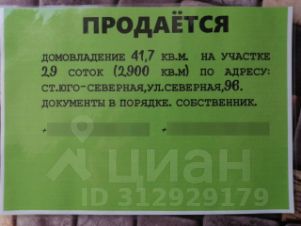 ПРОДАЁТСЯ
ДОМОВЛАДЕНИЕ 41,7 КВ.М. НА УЧАСТКЕ
2,9 СОТОК (2,900 КВ.М) ПО АДРЕСУ:
СТ.ЮГО-СЕВЕРНАЯ,УЛ.СЕВЕРНАЯ,96.
ДОКУМЕНТЫ В ПОРЯДКЕ. СОБСТВЕННИК.
циан
ID 312929179